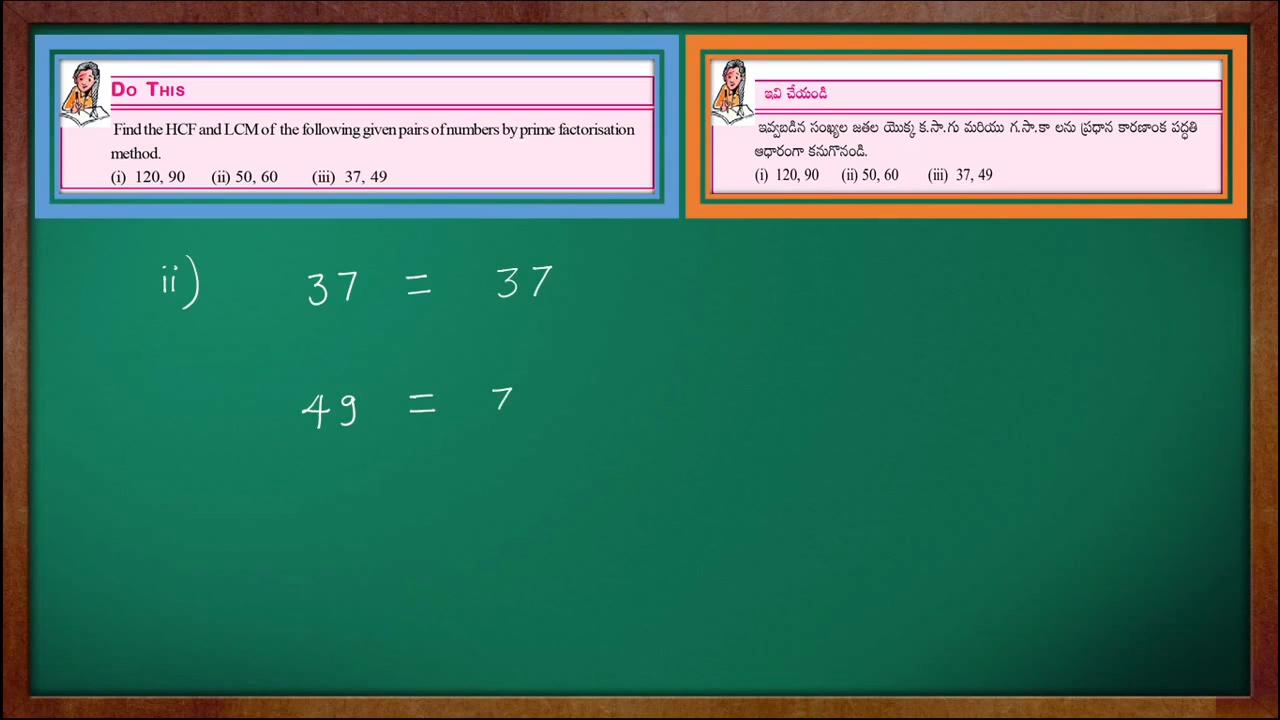 DO THIS
Find the HCF and LCM of the following given pairs of numbers by prime factorisation
method.
(i) 120, 90 (ii) 50, 60 (iii) 37, 49
ఇవి చేయండి
ఇవ్వబడిన సంఖ్యల జతల యొక్క క.సా.గు మరియు గ.సా.కా లను ప్రధాన కారణాంక పద్ధతి
ఆధారంగా కనుగొనండి.
(i) 120, 90 (ii) 50, 60 (iii) 37, 49
ii) 37 = 37
49 = 7